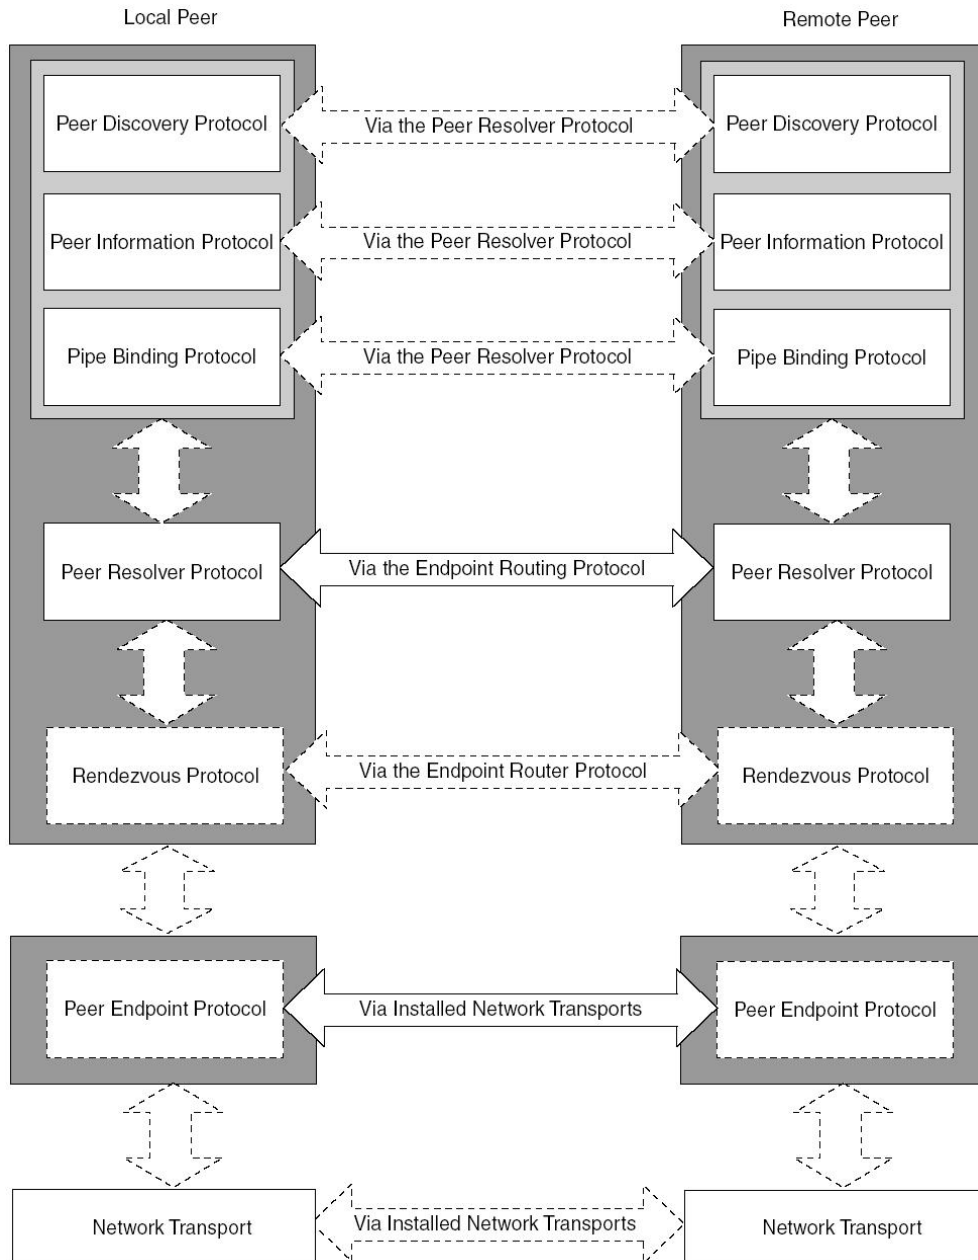 Local Peer
Remote Peer
Peer Discovery Protocol
Via the Peer Resolver Protocol
Peer Discovery Protocol
Peer Information Protocol
Via the Peer Resolver Protocol
Peer Information Protocol
Pipe Binding Protocol
Via the Peer Resolver Protocol
Pipe Binding Protocol
Peer Resolver Protocol
Via the Endpoint Routing Protocol
Peer Resolver Protocol
Rendezvous Protocol
Via the Endpoint Router Protocol
Rendezvous Protocol
Peer Endpoint Protocol
Via Installed Network Transports
Peer Endpoint Protocol
Network Transport
Via Installed Network Transports
Network Transport